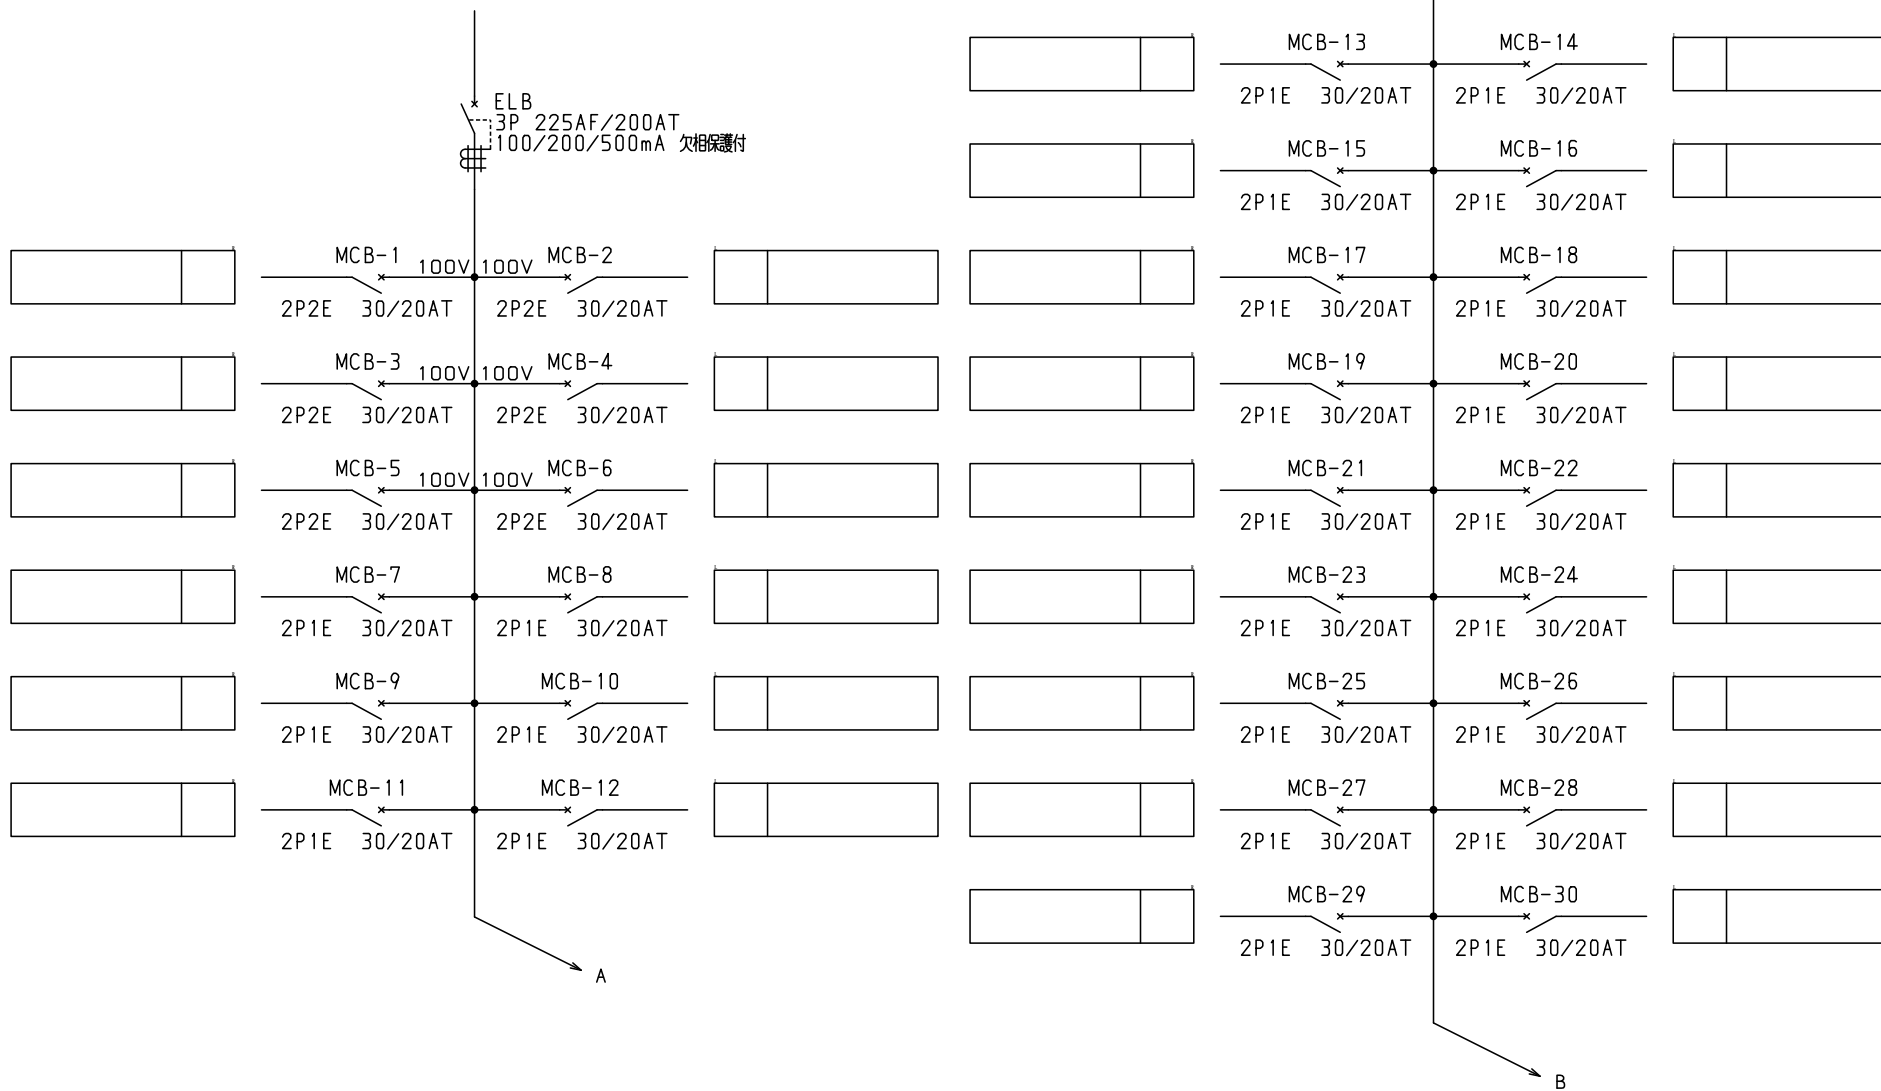 ELB
3P 225AF/200AT
100/200/500mA 欠相保護付
MCB-1 100V 100V MCB-2
2P2E 30/20AT 2P2E 30/20AT
MCB-3 100V 100V MCB-4
2P2E 30/20AT 2P2E 30/20AT
MCB-5 100V 100V MCB-6
2P2E 30/20AT 2P2E 30/20AT
MCB-7 MCB-8
2P1E 30/20AT 2P1E 30/20AT
MCB-9 MCB-10
2P1E 30/20AT 2P1E 30/20AT
MCB-11 MCB-12
2P1E 30/20AT 2P1E 30/20AT
A
MCB-13 MCB-14
2P1E 30/20AT 2P1E 30/20AT
MCB-15 MCB-16
2P1E 30/20AT 2P1E 30/20AT
MCB-17 MCB-18
2P1E 30/20AT 2P1E 30/20AT
MCB-19 MCB-20
2P1E 30/20AT 2P1E 30/20AT
MCB-21 MCB-22
2P1E 30/20AT 2P1E 30/20AT
MCB-23 MCB-24
2P1E 30/20AT 2P1E 30/20AT
MCB-25 MCB-26
2P1E 30/20AT 2P1E 30/20AT
MCB-27 MCB-28
2P1E 30/20AT 2P1E 30/20AT
MCB-29 MCB-30
2P1E 30/20AT 2P1E 30/20AT
B